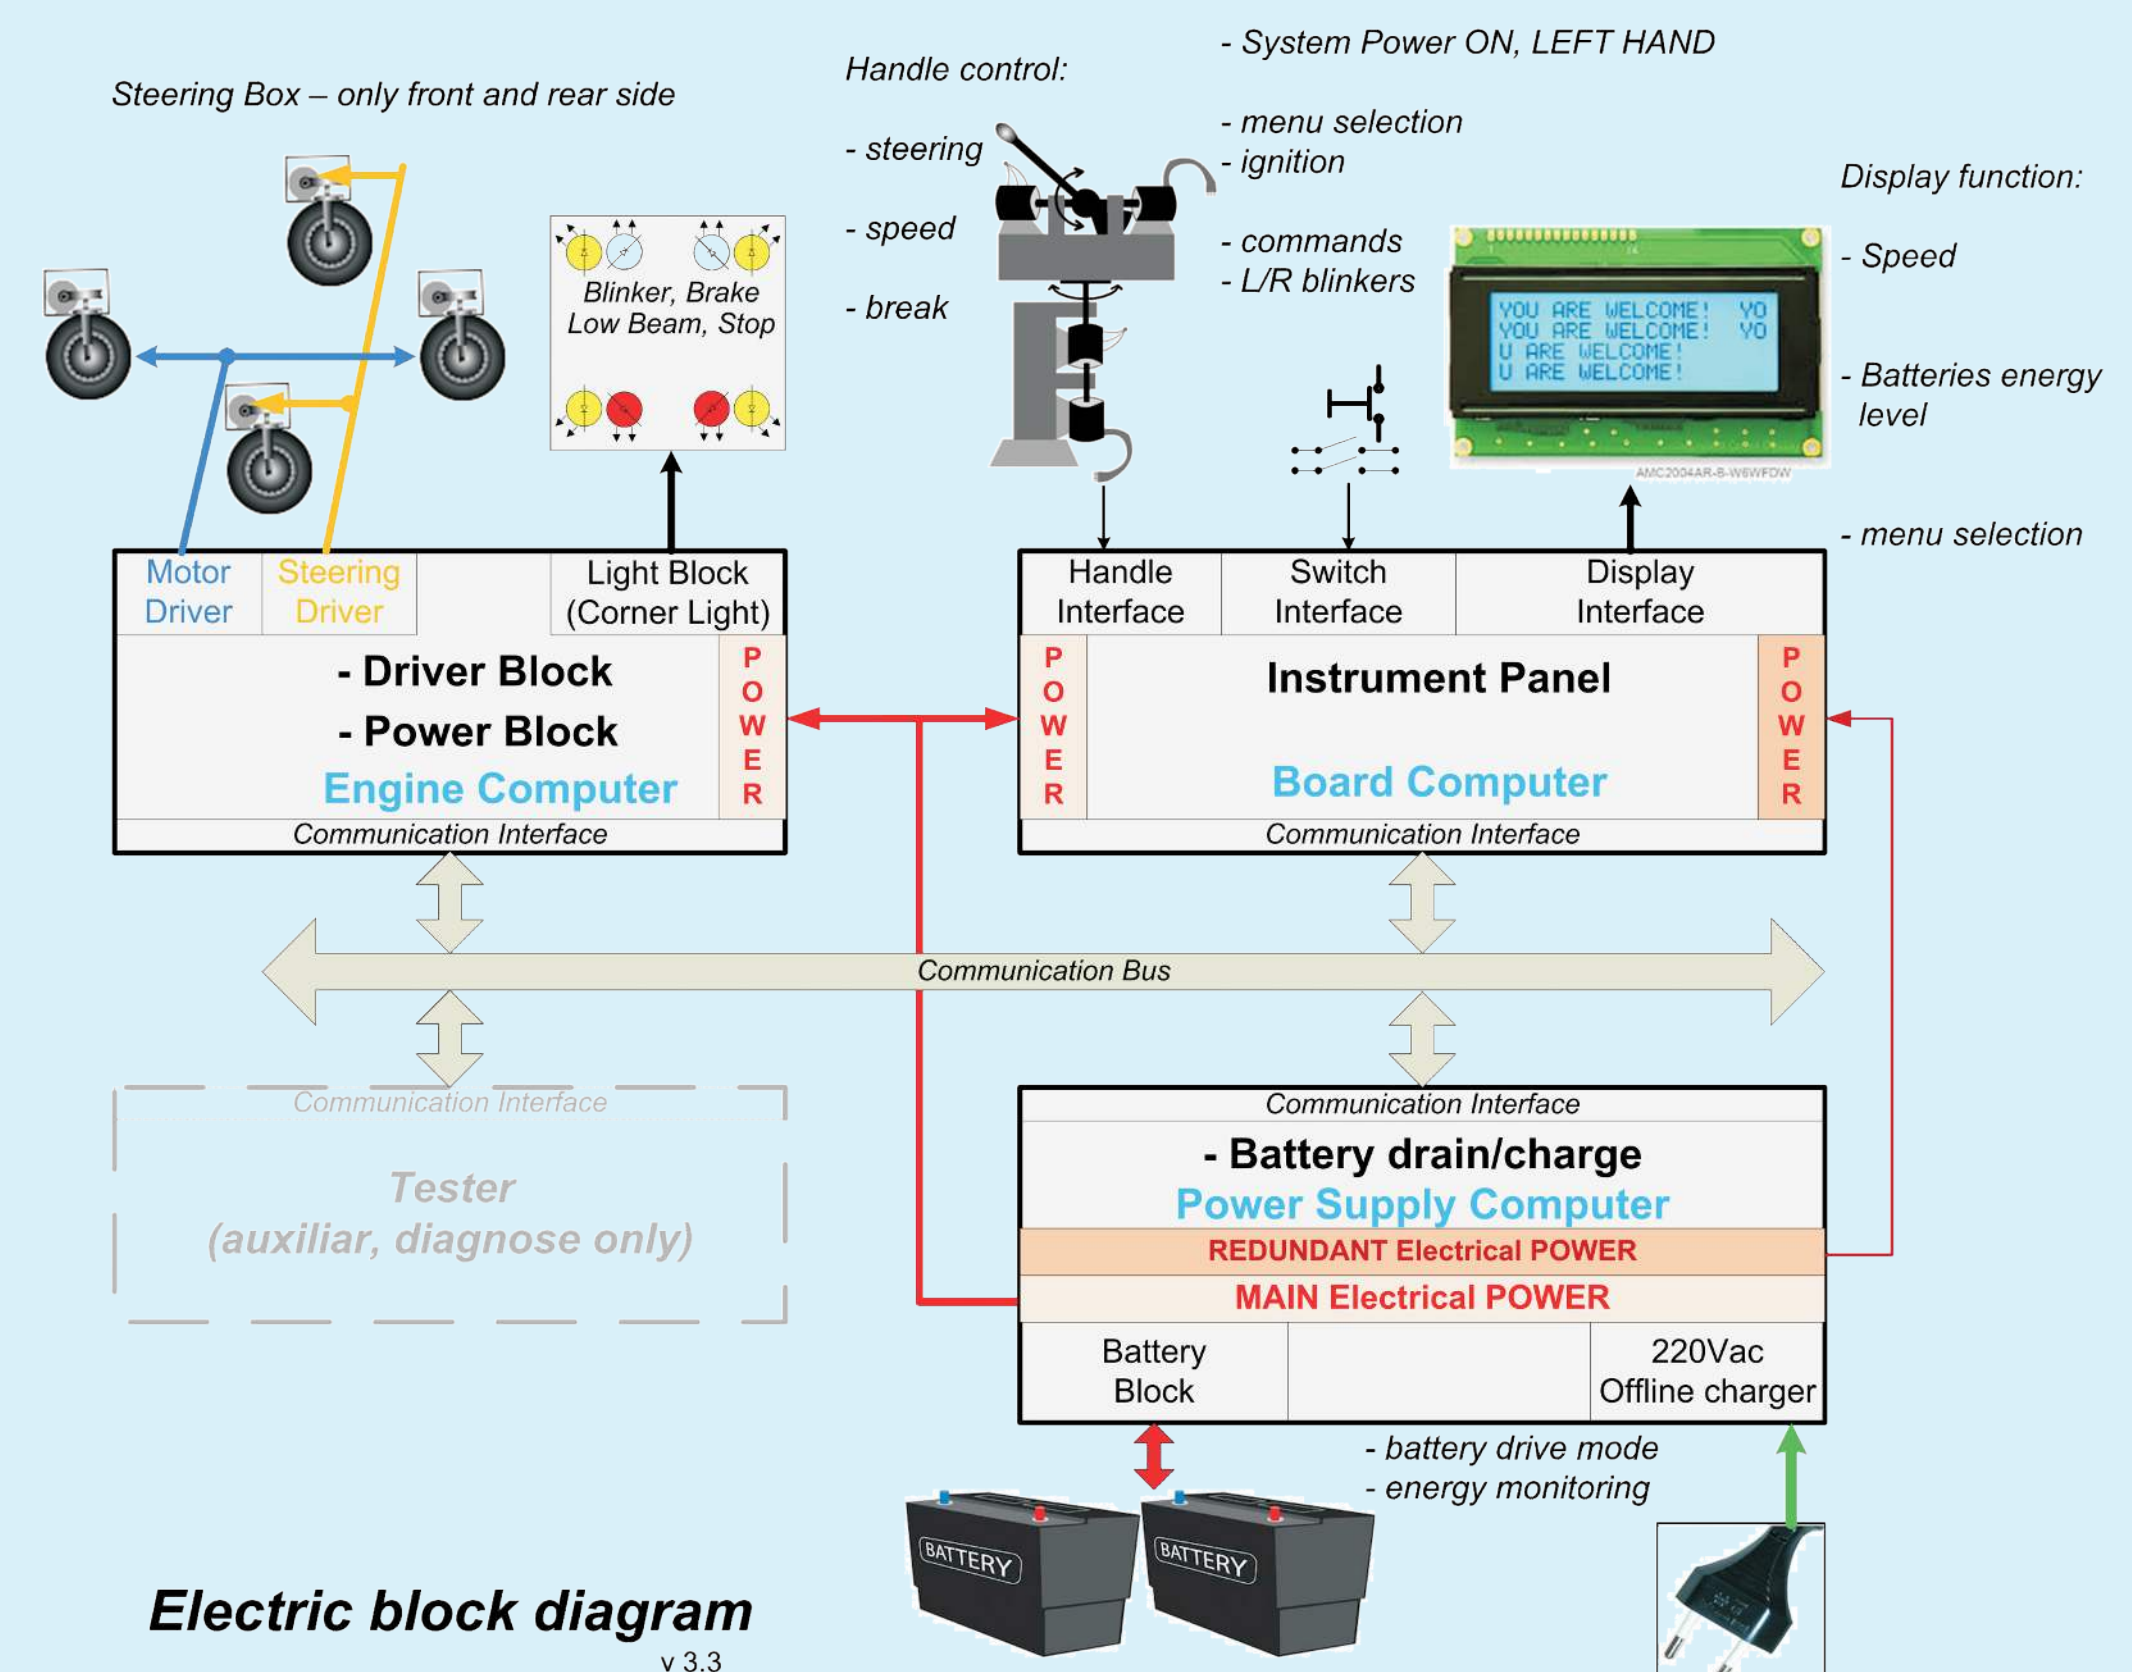 - System Power ON, LEFT HAND
Handle control:
Steering Box – only front and rear side
- menu selection
- steering
- ignition
Display function:
- speed
- commands
- Speed
- L/R blinkers
Blinker, Brake
Low Beam, Stop
- break
YOU ARE WELCOME! YO
YOU ARE WELCOME! YO
U ARE WELCOME!
U ARE WELCOME!
- Batteries energy
level
AMC2004AR-B-W6WFDW
- menu selection
Motor
Driver
Steering
Driver
Light Block
(Corner Light)
Handle
Interface
Switch
Interface
Display
Interface
- Driver Block
- Power Block
Engine Computer
POWER
Communication Interface
POWER
Instrument Panel
Board Computer
POWER
Communication Interface
Communication Bus
Communication Interface
Tester
(auxiliar, diagnose only)
Communication Interface
- Battery drain/charge
Power Supply Computer
REDUNDANT Electrical POWER
MAIN Electrical POWER
Battery
Block
220Vac
Offline charger
- battery drive mode
- energy monitoring
BATTERY
BATTERY
Electric block diagram
v 3.3